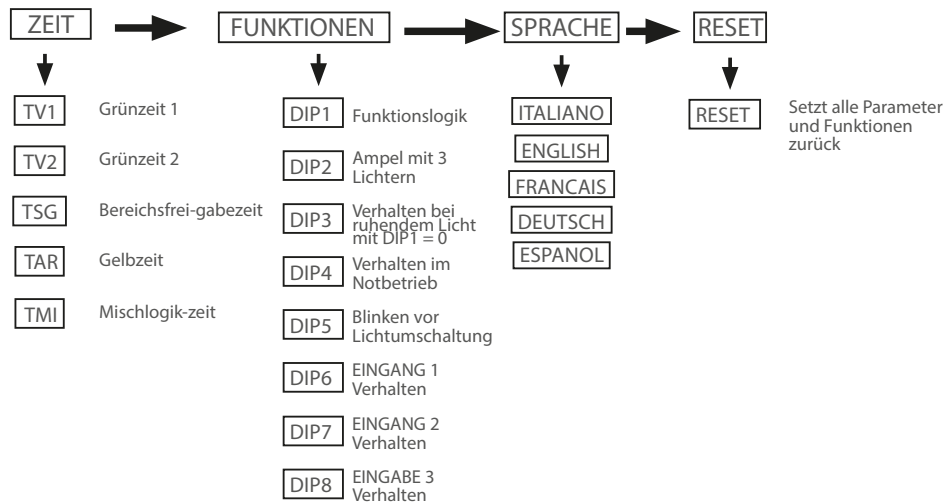 ZEIT
FUNKTIONEN
SPRACHE
RESET
TV1
Grünzeit 1
TV2
Grünzeit 2
TSG
Bereichsfrei-gabezeit
TAR
Gelbzeit
TMI
Mischlogik-zeit
DIP1
Funktionslogik
DIP2
Ampel mit 3
Lichtern
DIP3
Verhalten bei
ruhendem Licht
mit DIP1 = 0
DIP4
Verhalten im
Notbetrieb
DIP5
Blinken vor
Lichtumschaltung
DIP6
EINGANG 1
Verhalten
DIP7
EINGANG 2
Verhalten
DIP8
EINGABE 3
Verhalten
ITALIANO
ENGLISH
FRANCAIS
DEUTSCH
ESPANOL
RESET
Setzt alle Parameter
und Funktionen
zurück